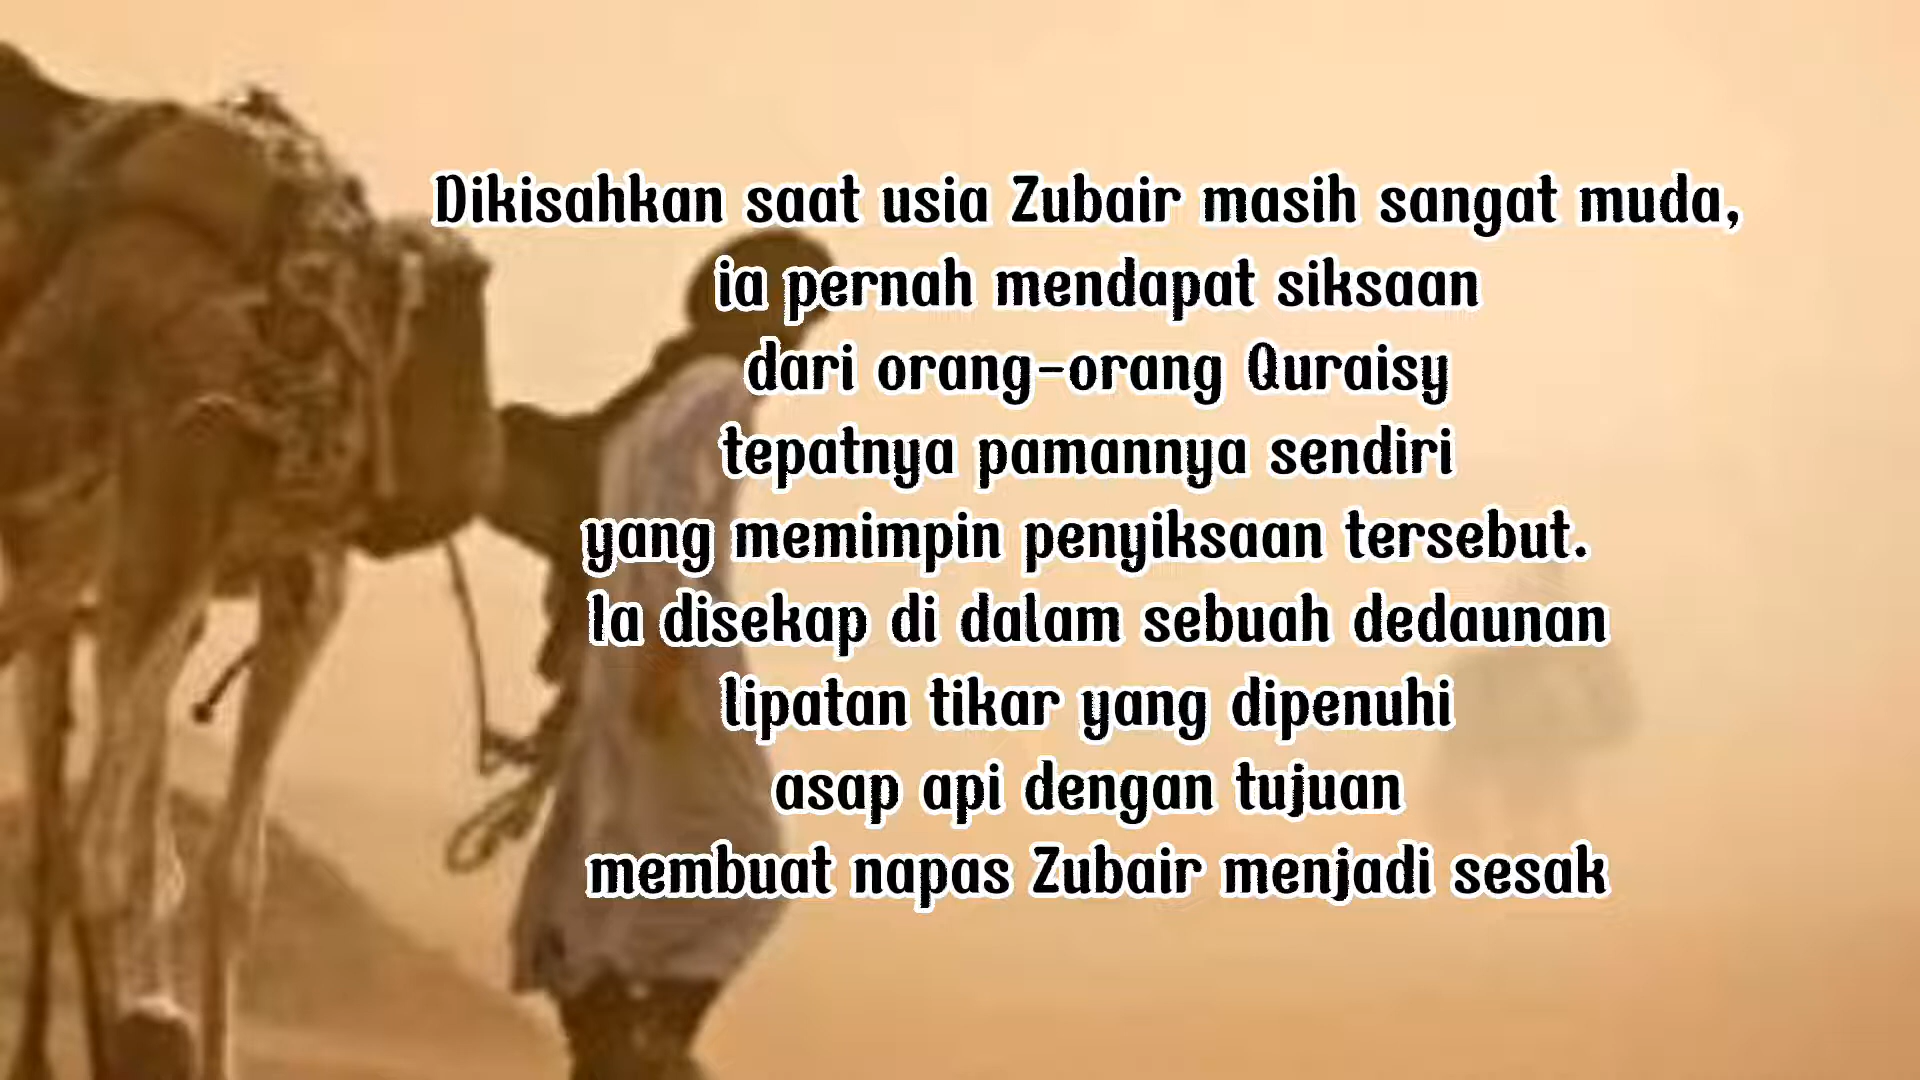 Dikisahkan saat usia Zubair masih sangat muda,
ia pernah mendapat siksaan
dari orang-orang Quraisy
tepatnya pamannya sendiri
yang memimpin penyiksaan tersebut.
Ia disekap di dalam sebuah dedaunan
lipatan tikar yang dipenuhi
asap api dengan tujuan
membuat napas Zubair menjadi sesak